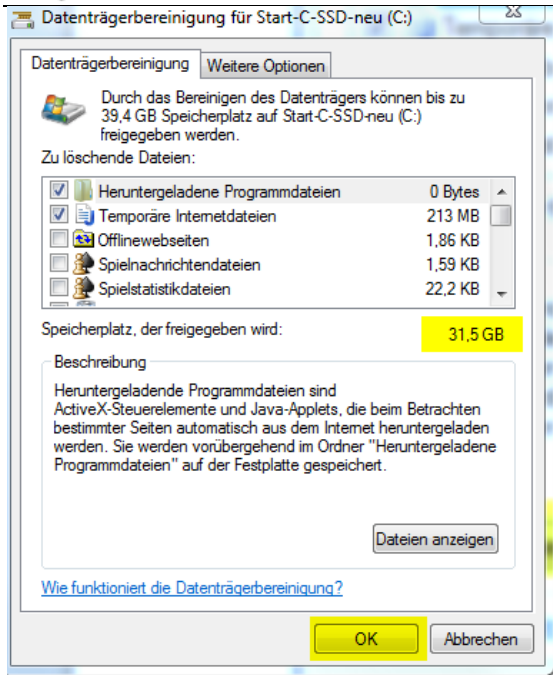 Datenträgerbereinigung für Start-C-SSD-neu (C:)
Datenträgerbereinigung Weitere Optionen
Durch das Bereinigen des Datenträgers können bis zu
39,4 GB Speicherplatz auf Start-C-SSD-neu (C:)
freigegeben werden.
Zu löschende Dateien:
Heruntergeladene Programmdateien 0 Bytes
Temporäre Internetdateien 213 MB
Offlinewebseiten 1,86 KB
Spielnachrichtendateien 1,59 KB
Spielstatistikdateien 22,2 KB
Speicherplatz, der freigegeben wird: 31,5 GB
Beschreibung
Heruntergeladende Programmdateien sind
ActiveX-Steuerelemente und Java-Applets, die beim Betrachten
bestimmter Seiten automatisch aus dem Internet heruntergeladen
werden. Sie werden vorübergehend im Ordner "Heruntergeladene
Programmdateien" auf der Festplatte gespeichert.
Dateien anzeigen
Wie funktioniert die Datenträgerbereinigung?
OK Abbrechen